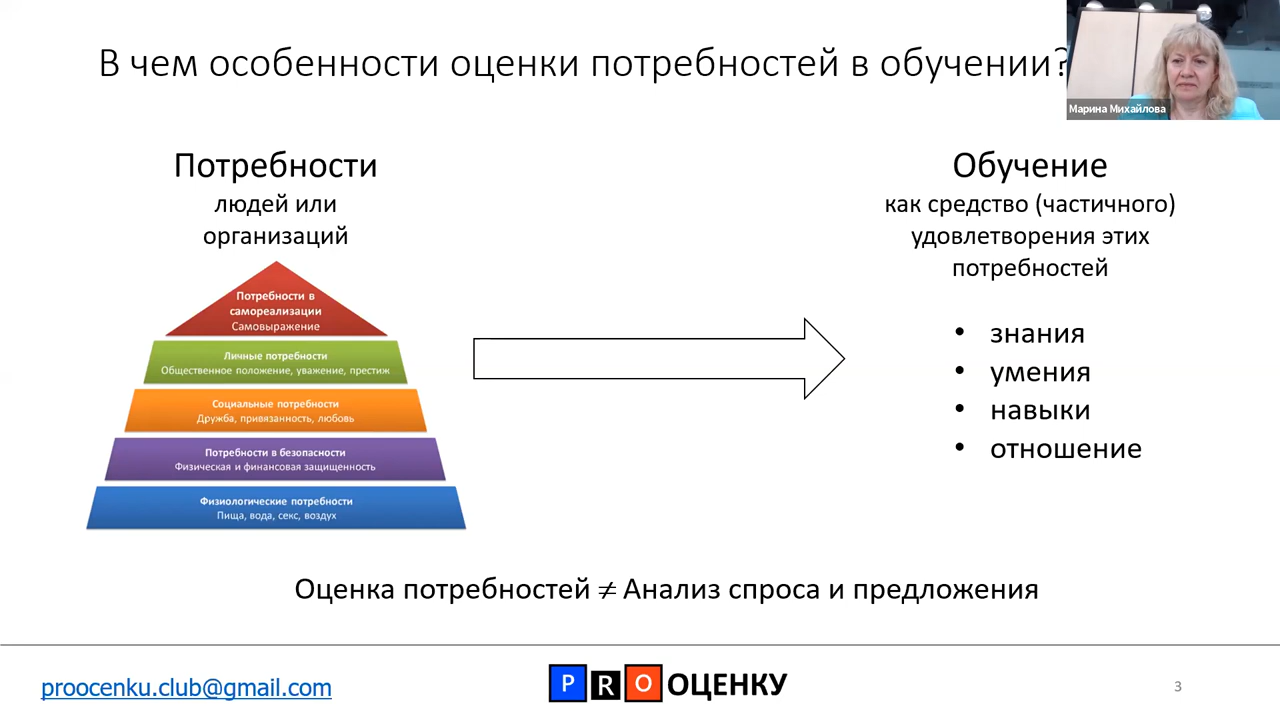 В чем особенности оценки потребностей в обучении?
Марина Михайлова
Потребности
людей или
организаций
Потребности в
самореализации
Самовыражение
Личные потребности
Общественное положение, уважение, престиж
Социальные потребности
Дружба, привязанность, любовь
Потребности в безопасности
Физическая и финансовая защищенность
Физиологические потребности
Пища, вода, секс, воздух
Обучение
как средство (частичного)
удовлетворения этих
потребностей
• знания
• умения
• навыки
• отношение
Оценка потребностей ≠ Анализ спроса и предложения
proocenku.club@gmail.com
PRO ОЦЕНКУ
3